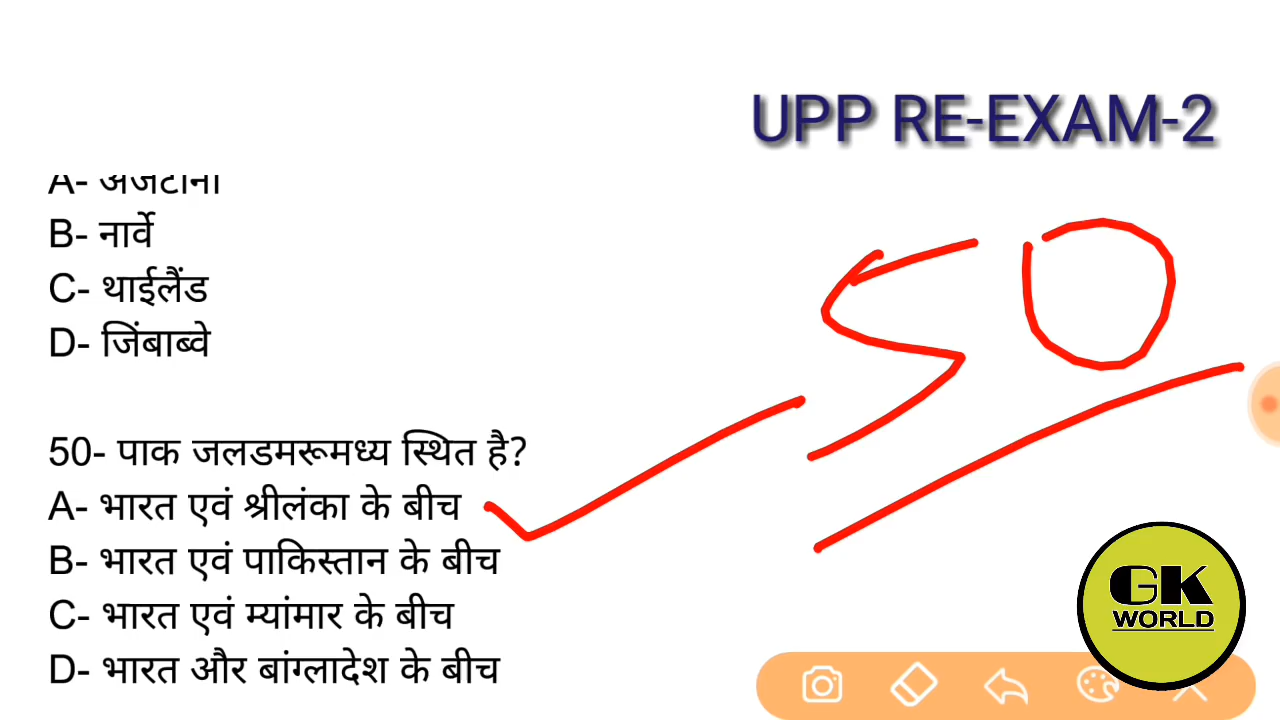 UPP RE-EXAM-2
A- अर्जेंटीना
B- नार्वे
C- थाईलैंड
D- जिंबाब्वे
50
50- पाक जलडमरूमध्य स्थित है?
A- भारत एवं श्रीलंका के बीच
B- भारत एवं पाकिस्तान के बीच
C- भारत एवं म्यांमार के बीच
D- भारत और बांग्लादेश के बीच
GK
WORLD